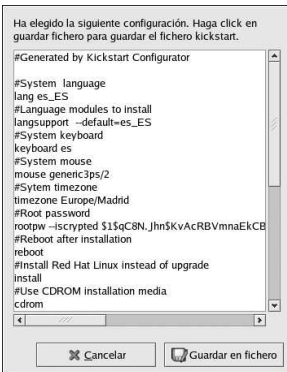 Ha elegido la siguiente configuración. Haga click en
guardar fichero para guardar el fichero kickstart.
#Generated by Kickstart Configurator
#System language
lang es_ES
#Language modules to install
langsupport --default=es_ES
#System keyboard
keyboard es
#System mouse
mouse generic3ps/2
#Sytem timezone
timezone Europe/Madrid
#Root password
rootpw --iscrypted $1$qC8N.Jhn$KvAcRBVmnaEkCB
#Reboot after installation
reboot
#Install Red Hat Linux instead of upgrade
install
#Use CDROM installation media
cdrom
Cancelar
Guardar en fichero